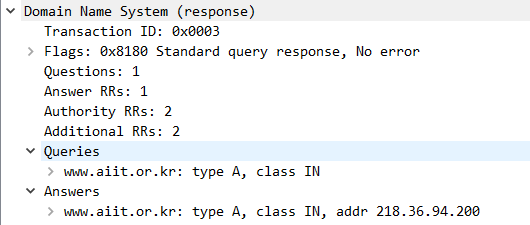 Domain Name System (response)
Transaction ID: 0x0003
Flags: 0x8180 Standard query response, No error
Questions: 1
Answer RRs: 1
Authority RRs: 2
Additional RRs: 2
Queries
www.aiit.or.kr: type A, class IN
Answers
www.aiit.or.kr: type A, class IN, addr 218.36.94.200